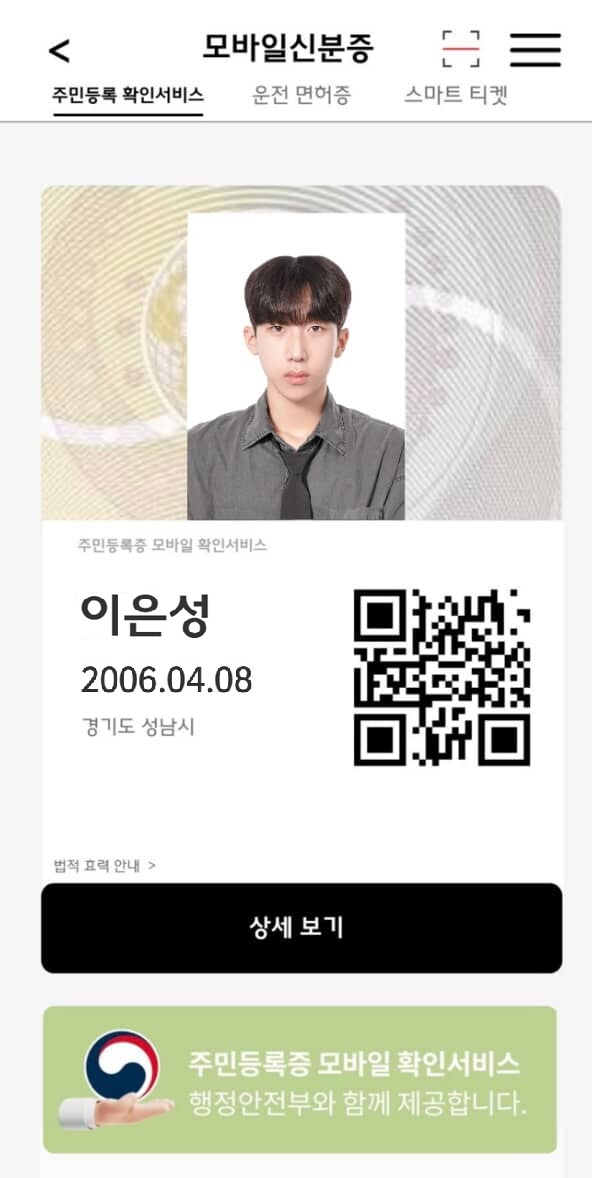 <
모바일신분증
주민등록 확인서비스 운전 면허증 스마트 티켓
주민등록증 모바일 확인서비스
이은성
2006.04.08
경기도 성남시
법적 효력 안내 >
상세 보기
주민등록증 모바일 확인서비스
행정안전부와 함께 제공합니다.